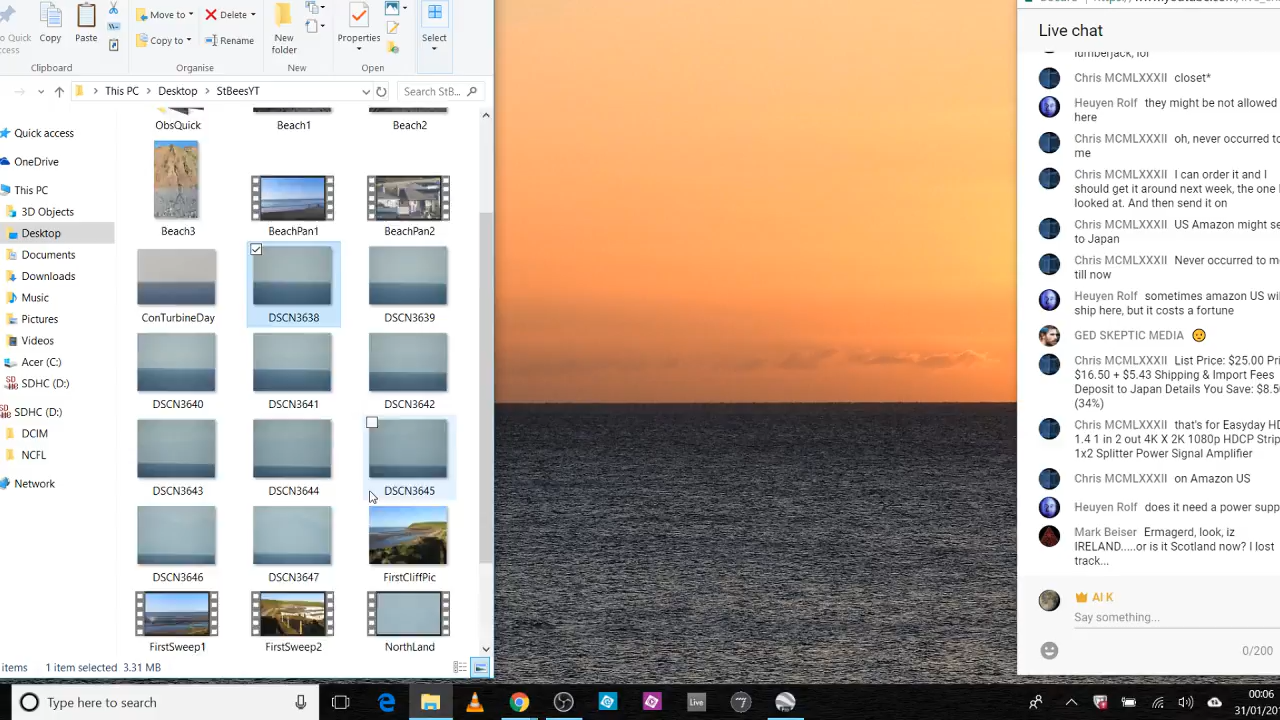 to Quick
access
Copy
Paste
Move to
Copy to
Delete
Rename
New
folder
Properties
Select
Clipboard
Organise
New
Open
This PC
Desktop
StBeesYT
Search StB...
Quick access
OneDrive
This PC
3D Objects
Desktop
Documents
Downloads
Music
Pictures
Videos
Acer (C:)
SDHC (D:)
SDHC (D:)
DCIM
NCFL
Network
ObsQuick
Beach1
Beach2
Beach3
BeachPan1
BeachPan2
ConTurbineDay
DSCN3638
DSCN3639
DSCN3640
DSCN3641
DSCN3642
DSCN3643
DSCN3644
DSCN3645
DSCN3646
DSCN3647
FirstCliffPic
FirstSweep1
FirstSweep2
NorthLand
items 1 item selected 3.31 MB
Live chat
lumberjack, lol
Chris MCMLXXXII closet*
Heuyen Rolf they might be not allowed
here
Chris MCMLXXXII oh, never occurred to
me
Chris MCMLXXXII I can order it and I
should get it around next week, the one I
looked at. And then send it on
Chris MCMLXXXII US Amazon might se
to Japan
Chris MCMLXXXII Never occurred to me
till now
Heuyen Rolf sometimes amazon US wi
ship here, but it costs a fortune
GED SKEPTIC MEDIA
Chris MCMLXXXII List Price: $25.00 Pri
$16.50 + $5.43 Shipping & Import Fees
Deposit to Japan Details You Save: $8.5
(34%)
Chris MCMLXXXII that's for Easyday HD
1.4 1 in 2 out 4K X 2K 1080p HDCP Strip
1x2 Splitter Power Signal Amplifier
Chris MCMLXXXII on Amazon US
Heuyen Rolf does it need a power supp
Mark Beiser Ermagerd, look, iz
IRELAND.....or is it Scotland now? I lost
track...
Al K
Say something...
0/200
Type here to search
Live
00:06
31/01/20